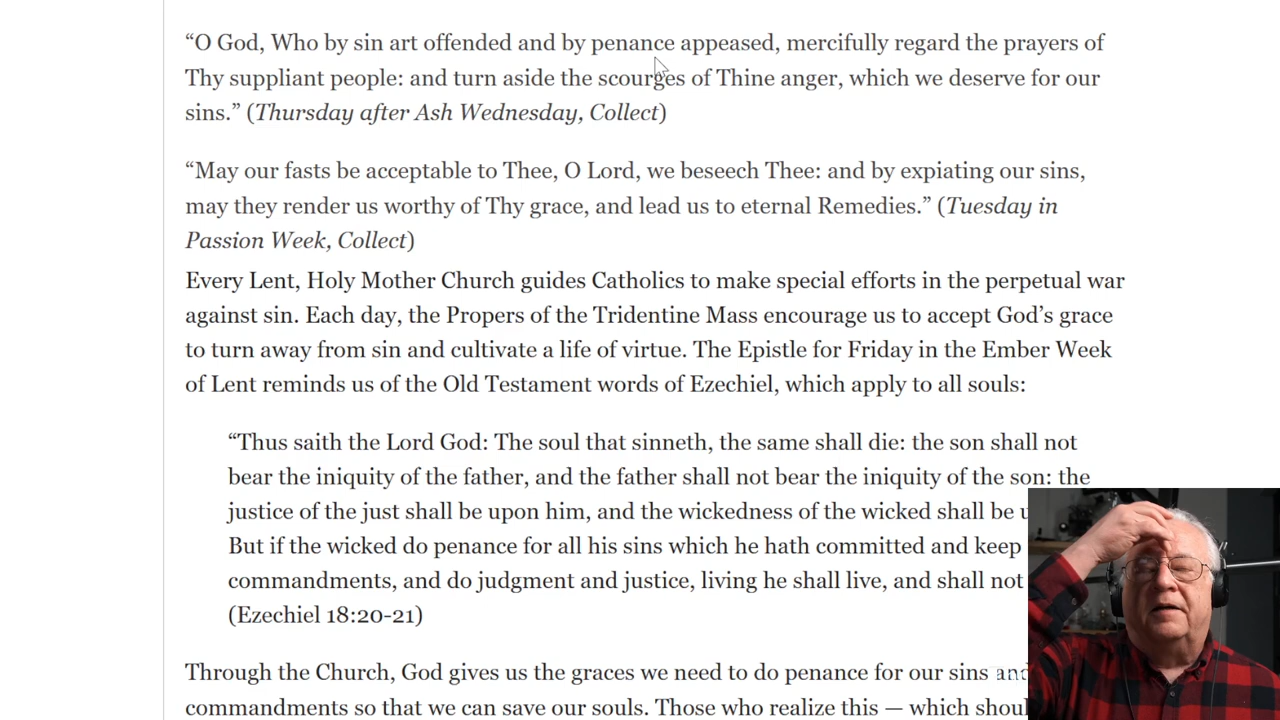 “O God, Who by sin art offended and by penance appeased, mercifully regard the prayers of
Thy suppliant people: and turn aside the scourges of Thine anger, which we deserve for our
sins.” (Thursday after Ash Wednesday, Collect)
“May our fasts be acceptable to Thee, O Lord, we beseech Thee: and by expiating our sins,
may they render us worthy of Thy grace, and lead us to eternal Remedies.” (Tuesday in
Passion Week, Collect)
Every Lent, Holy Mother Church guides Catholics to make special efforts in the perpetual war
against sin. Each day, the Propers of the Tridentine Mass encourage us to accept God’s grace
to turn away from sin and cultivate a life of virtue. The Epistle for Friday in the Ember Week
of Lent reminds us of the Old Testament words of Ezechiel, which apply to all souls:
“Thus saith the Lord God: The soul that sinneth, the same shall die: the son shall not
bear the iniquity of the father, and the father shall not bear the iniquity of the son: the
justice of the just shall be upon him, and the wickedness of the wicked shall be
But if the wicked do penance for all his sins which he hath committed and keep
commandments, and do judgment and justice, living he shall live, and shall not
(Ezechiel 18:20-21)
Through the Church, God gives us the graces we need to do penance for our sins
commandments so that we can save our souls. Those who realize this — which